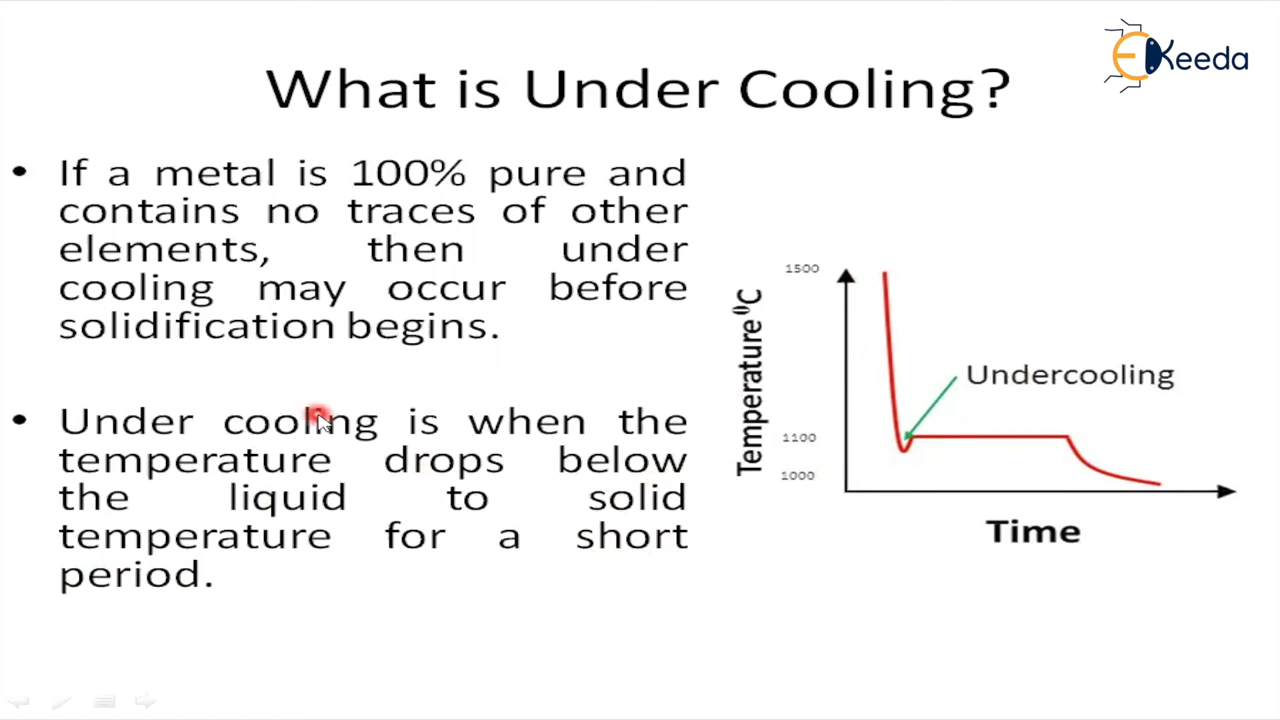 EKeeda
What is Under Cooling?
• If a metal is 100% pure and
contains no traces of other
elements, then under
cooling may occur before
solidification begins.
• Under cooling is when the
temperature drops below
the liquid to solid
temperature for a short
period.
Temperature⁰C
1500
Undercooling
1100
1000
Time